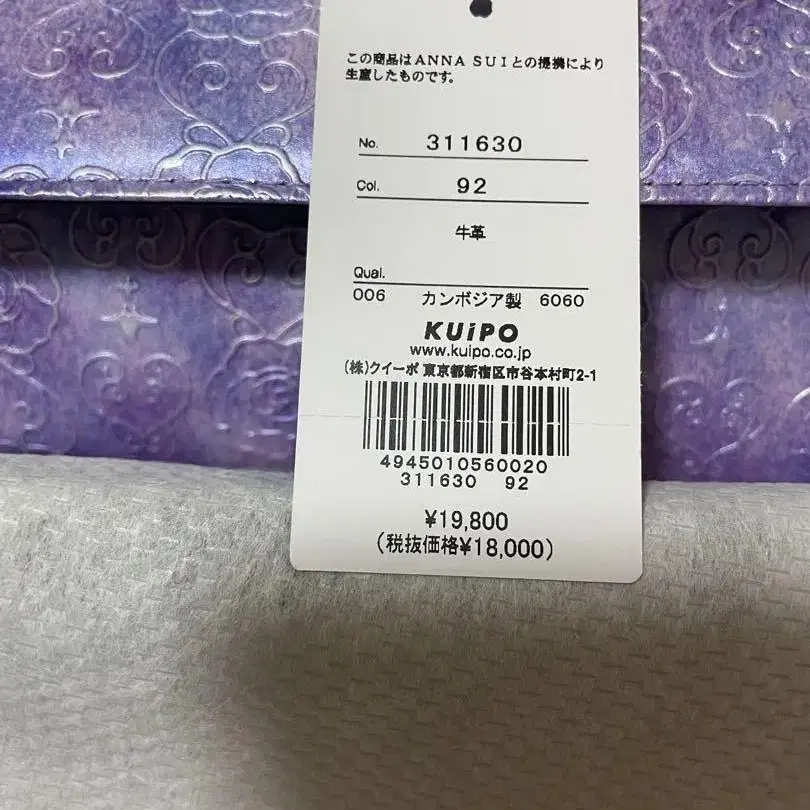 この商品はANNA SUIとの提携により
生産したものです。
No. 311630
Col. 92
牛革
Qual.
006 カンボジア製 6060
KUiPO
www.kuipo.co.jp
(株)クイーポ 東京都新宿区市谷本村町2-1
4945010560020
311630 92
¥19,800
(税抜価格¥18,000)